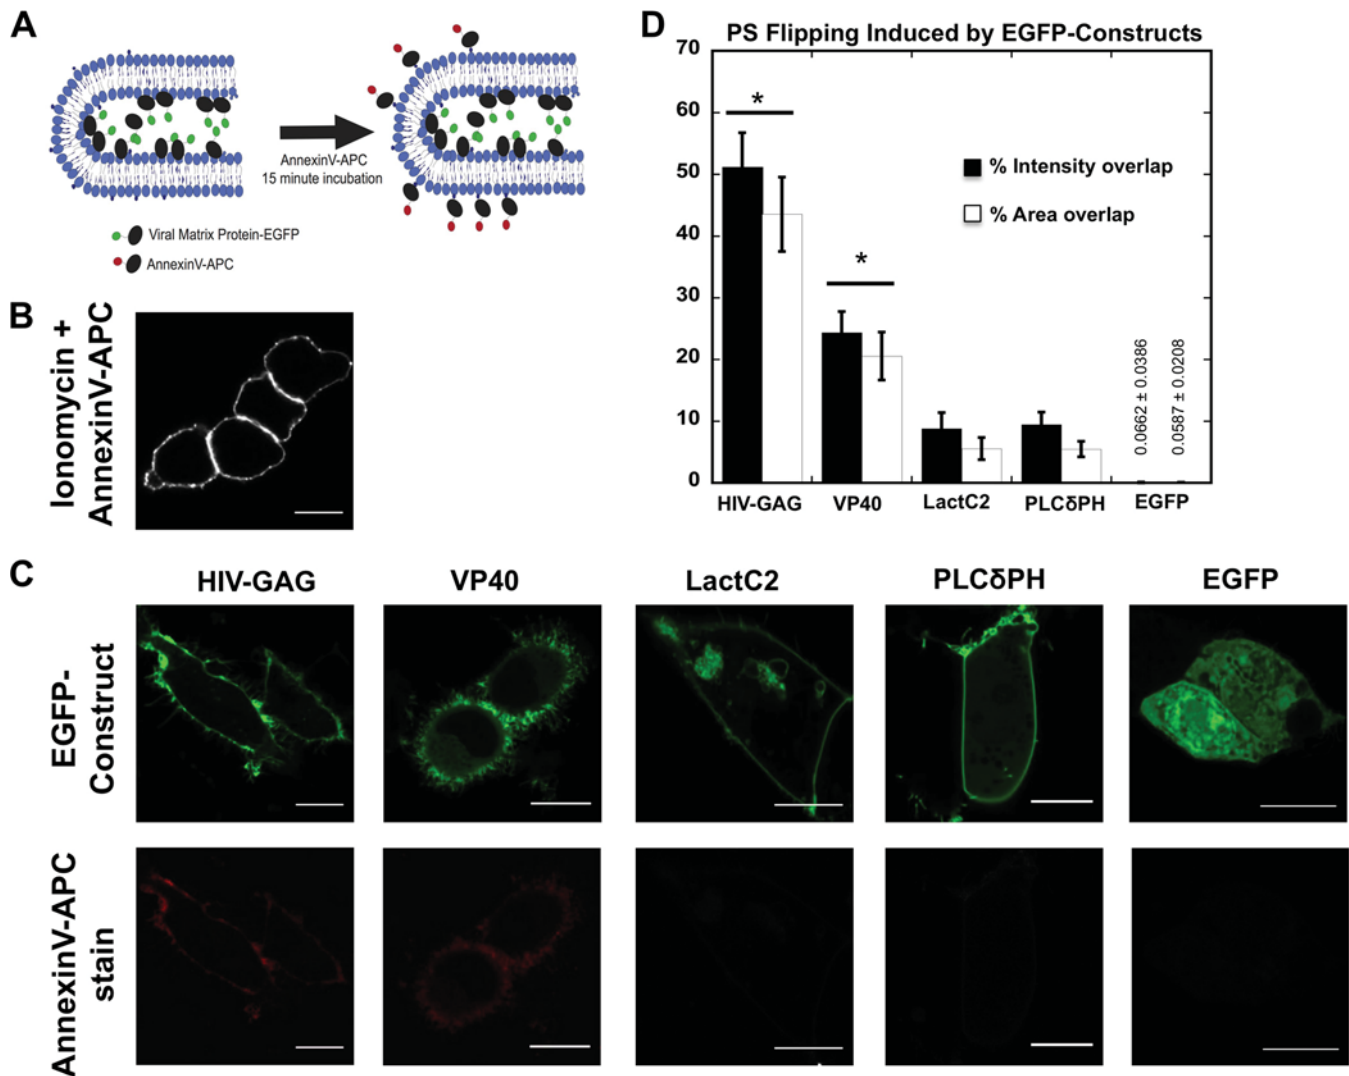 A
AnnexinV-APC
15 minute incubation
Viral Matrix Protein-EGFP
AnnexinV-APC
B
Ionomycin +
AnnexinV-APC
D
PS Flipping Induced by EGFP-Constructs
70
60
50
40
30
20
10
0
*
*
% Intensity overlap
% Area overlap
0.0662 ± 0.0386
0.0587 ± 0.0208
HIV-GAG
VP40
LactC2
PLCδPH
EGFP
C
HIV-GAG
VP40
LactC2
PLCδPH
EGFP
EGFP-
Construct
AnnexinV-APC
stain